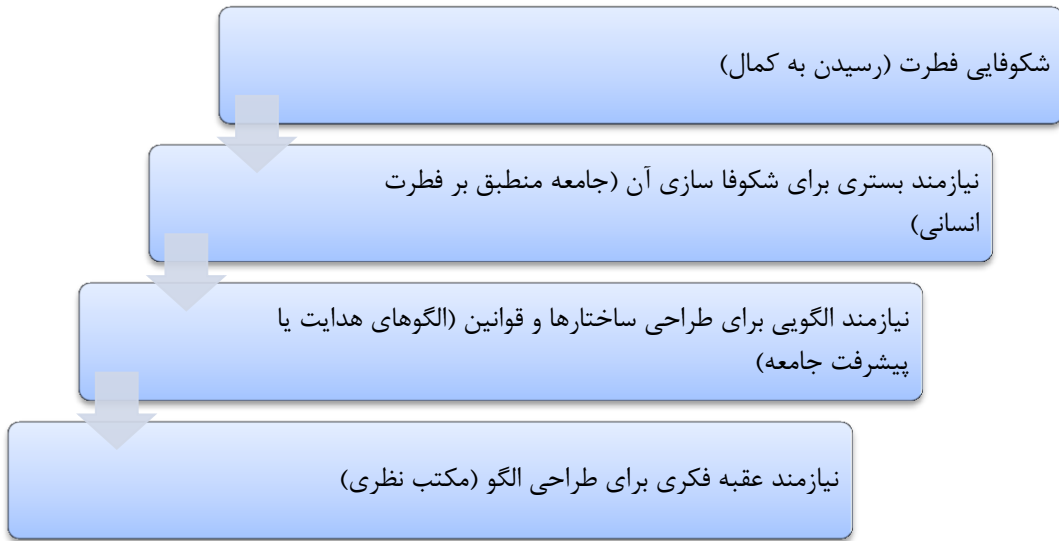 شکوفایی فطرت (رسیدن به کمال)
نیازمند بستری برای شکوفا سازی آن (جامعه منطبق بر فطرت
انسانی)
نیازمند الگویی برای طراحی ساختارها و قوانین (الگوهای هدایت یا
پیشرفت جامعه)
نیازمند عقبه فکری برای طراحی الگو (مکتب نظری)